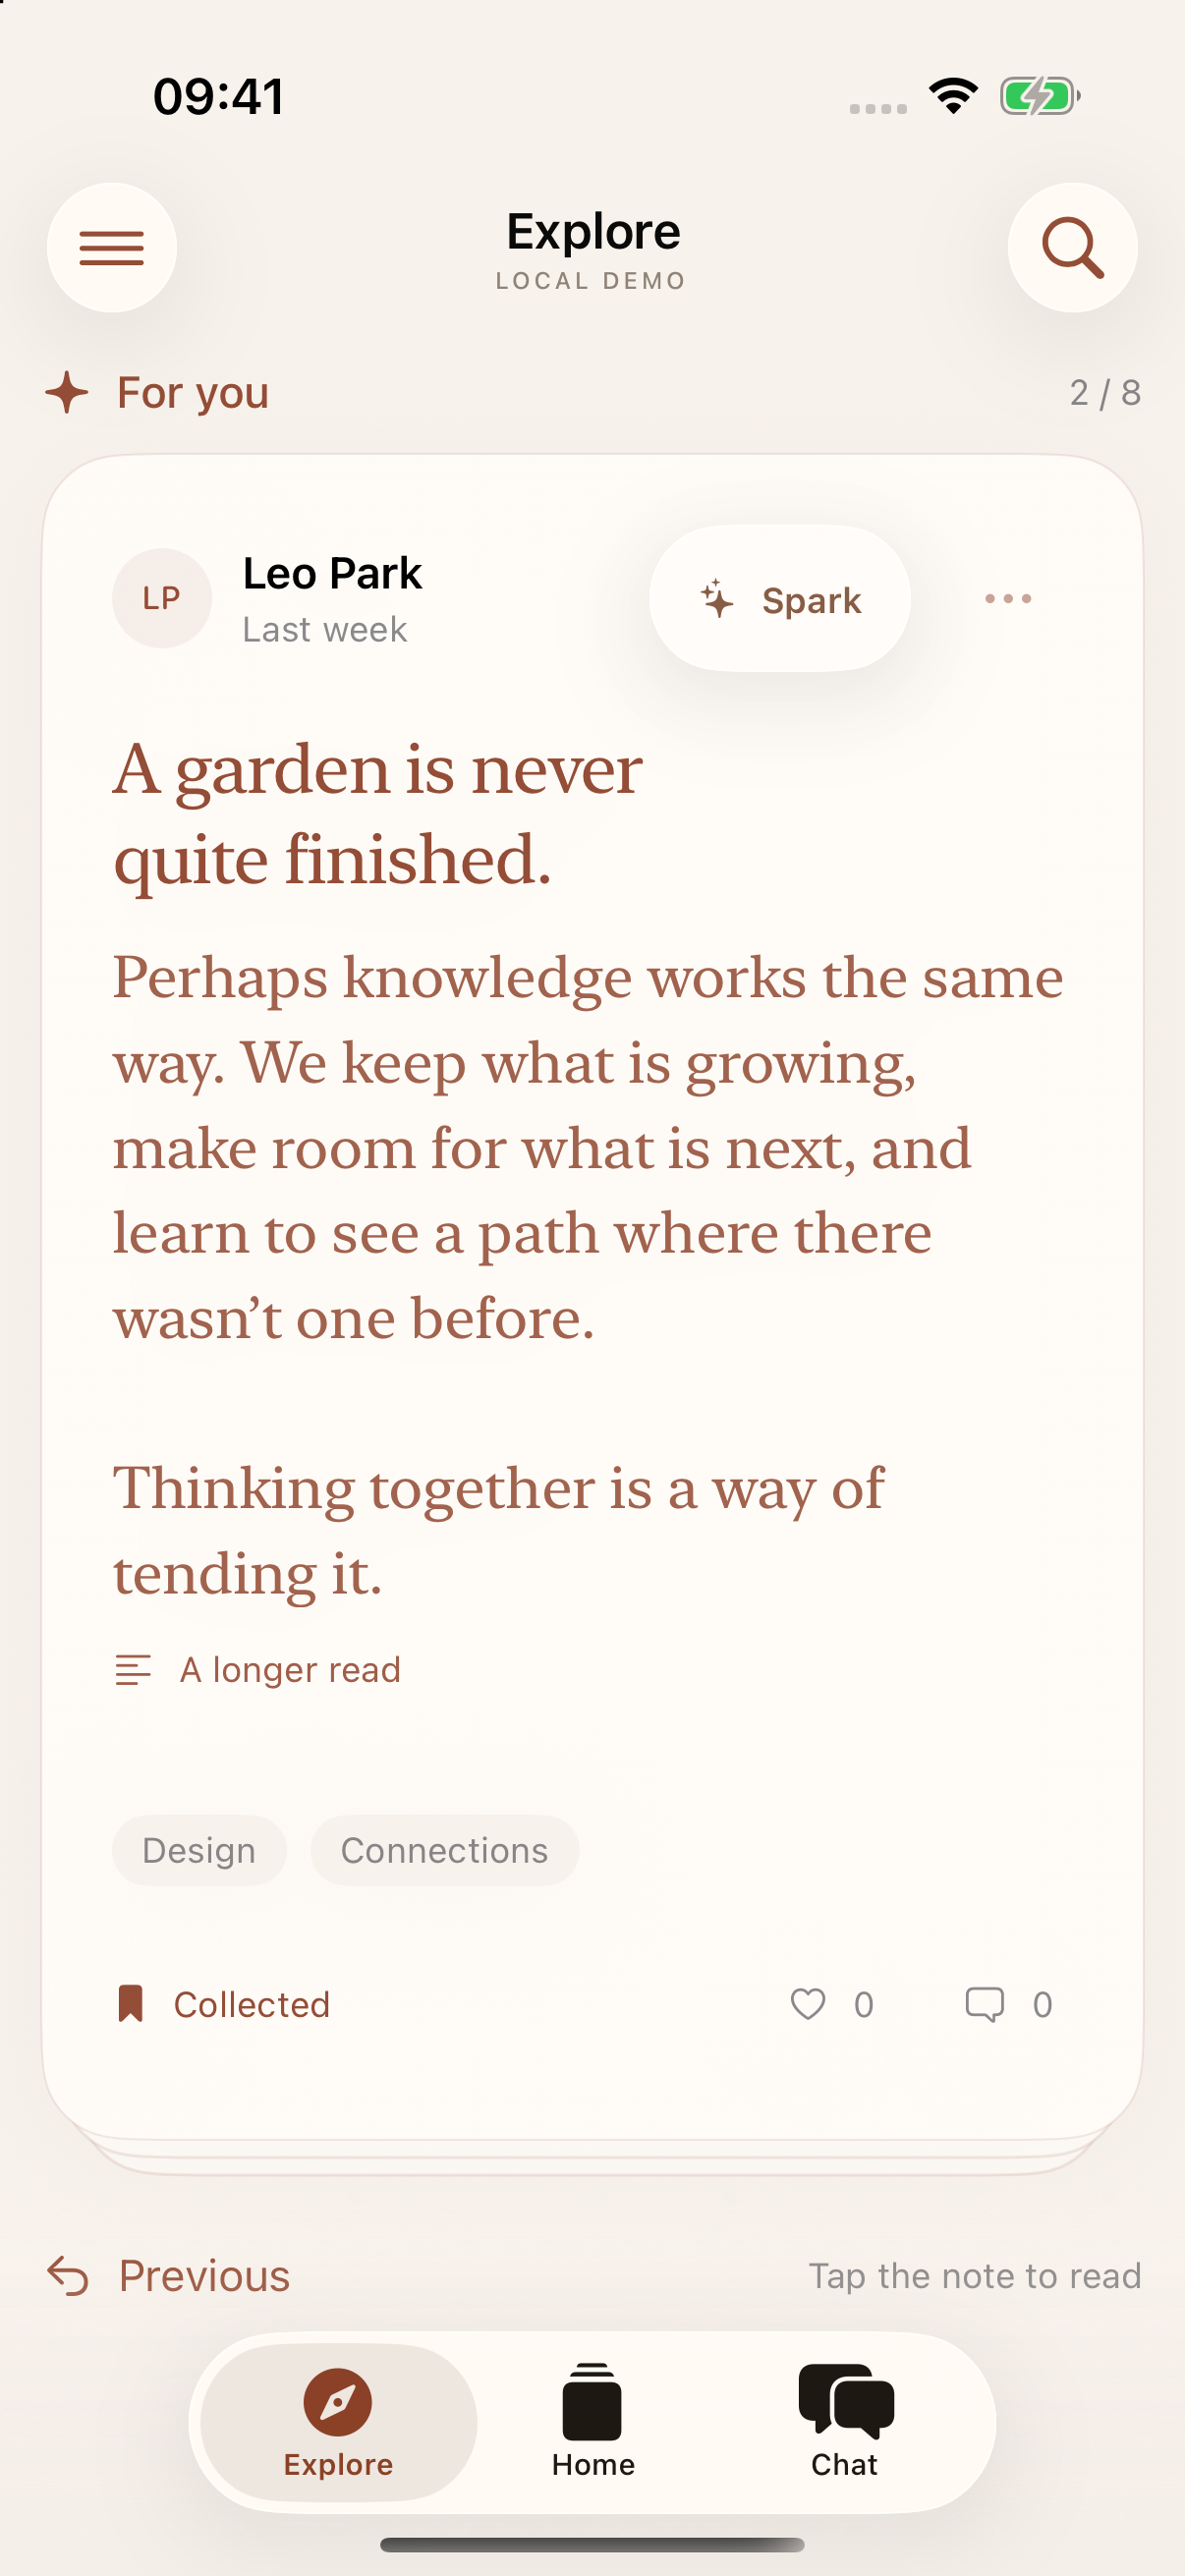 09:41
Explore
LOCAL DEMO
For you
2 / 8
LP
Leo Park
Last week
Spark
A garden is never
quite finished.
Perhaps knowledge works the same
way. We keep what is growing,
make room for what is next, and
learn to see a path where there
wasn’t one before.
Thinking together is a way of
tending it.
A longer read
Design
Connections
Collected
0
0
Previous
Tap the note to read
Explore
Home
Chat